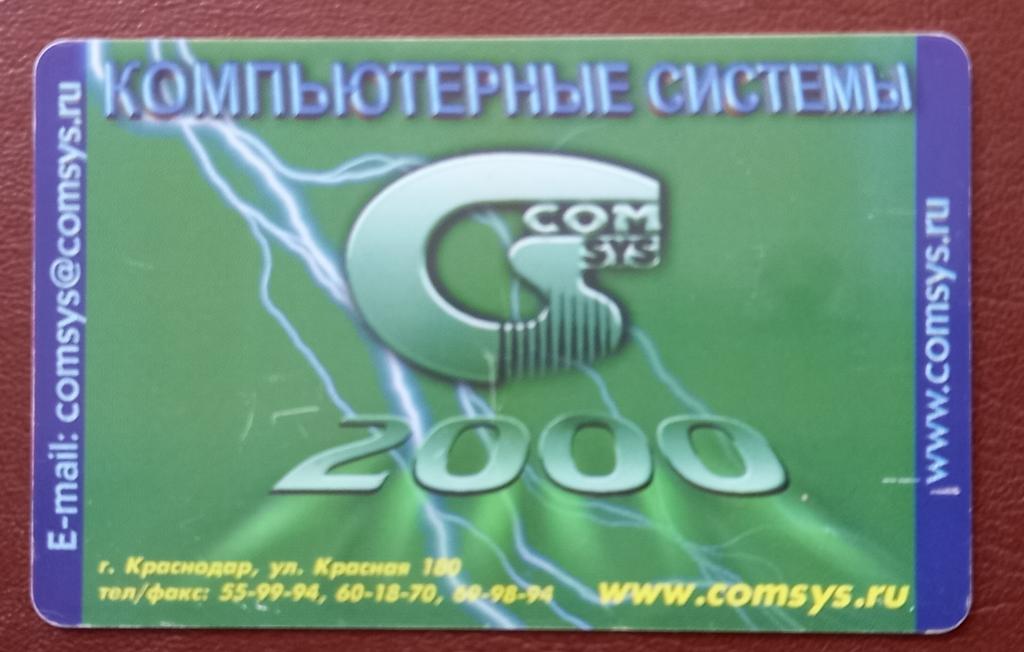 КОМПЬЮТЕРНЫЕ СИСТЕМЫ
E-mail: comsys@comsys.ru
COM
SYS
www.comsys.ru
2000
г. Краснодар, ул. Красная 180
тел/факс: 55-99-94, 60-18-70, 69-98-94
www.comsys.ru